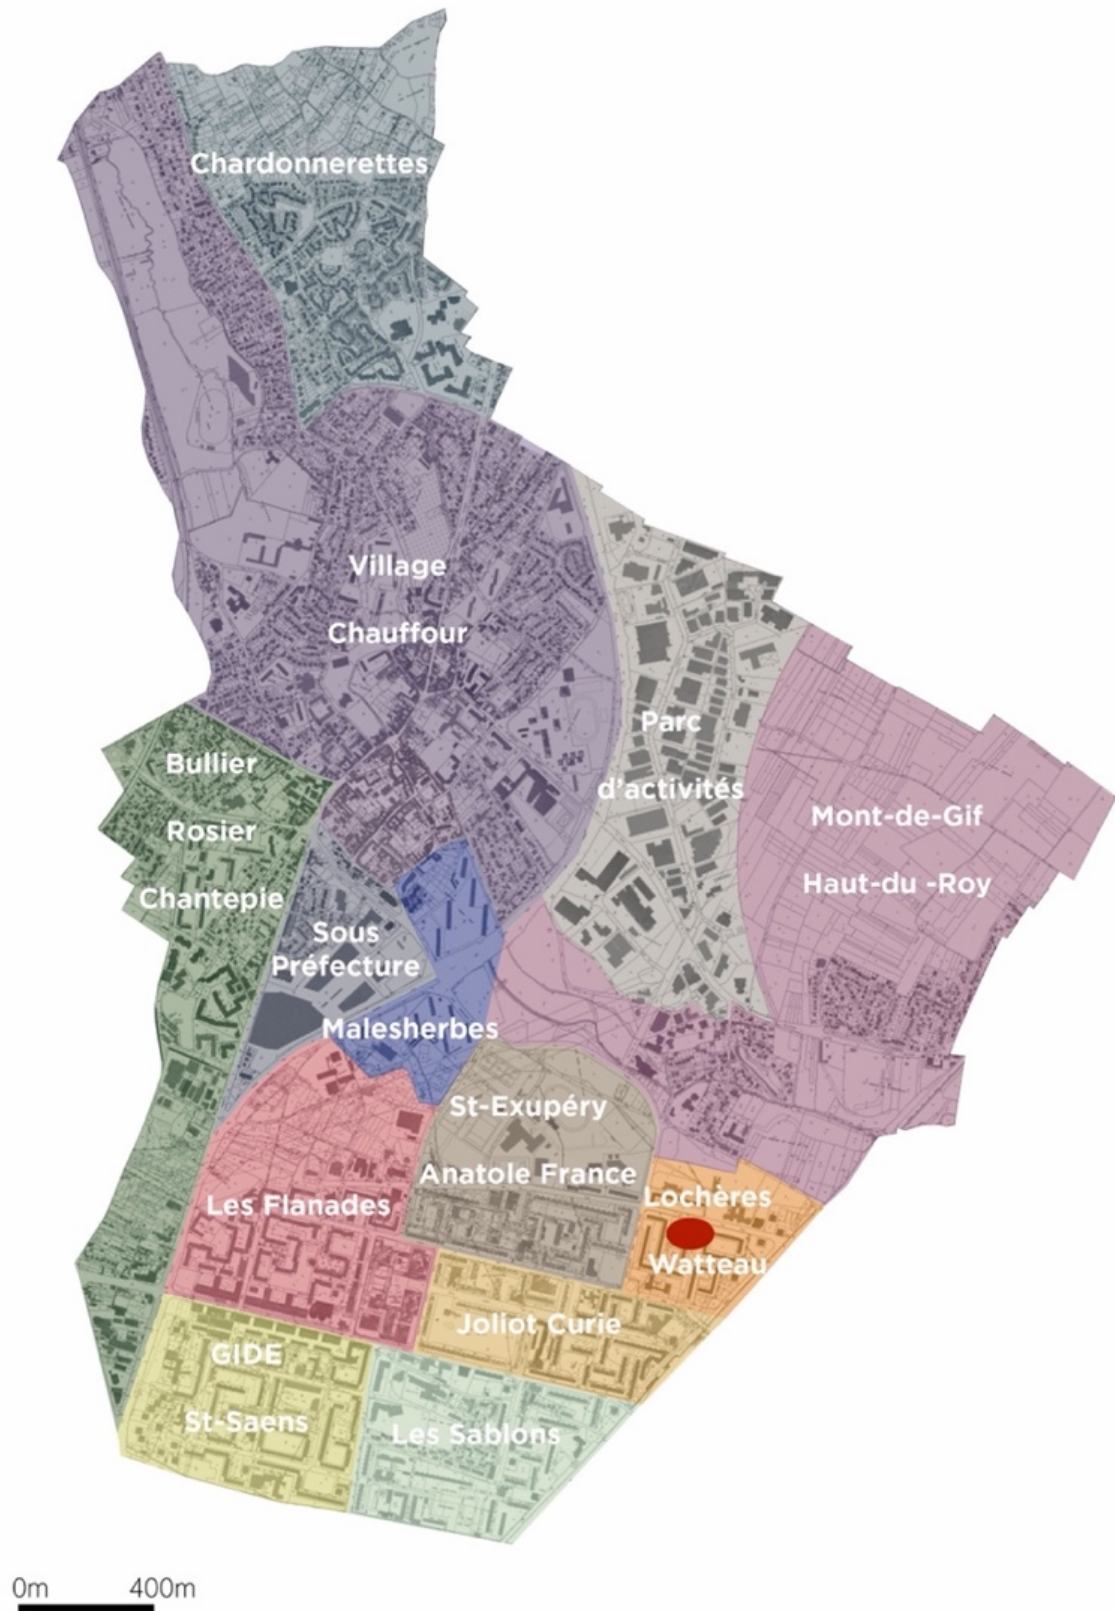 Chardonnerettes
Village
Chauffour
Parc
d'activités
Bullier
Rosier
Chantepie
Mont-de-Gif
Haut-du -Roy
Sous
Préfecture
Malesherbes
St-Exupéry
Anatole France
Les Flanades
Lochères
Watteau
Joliot Curie
GIDE
St-Saens
Les Sablons
0m 400m